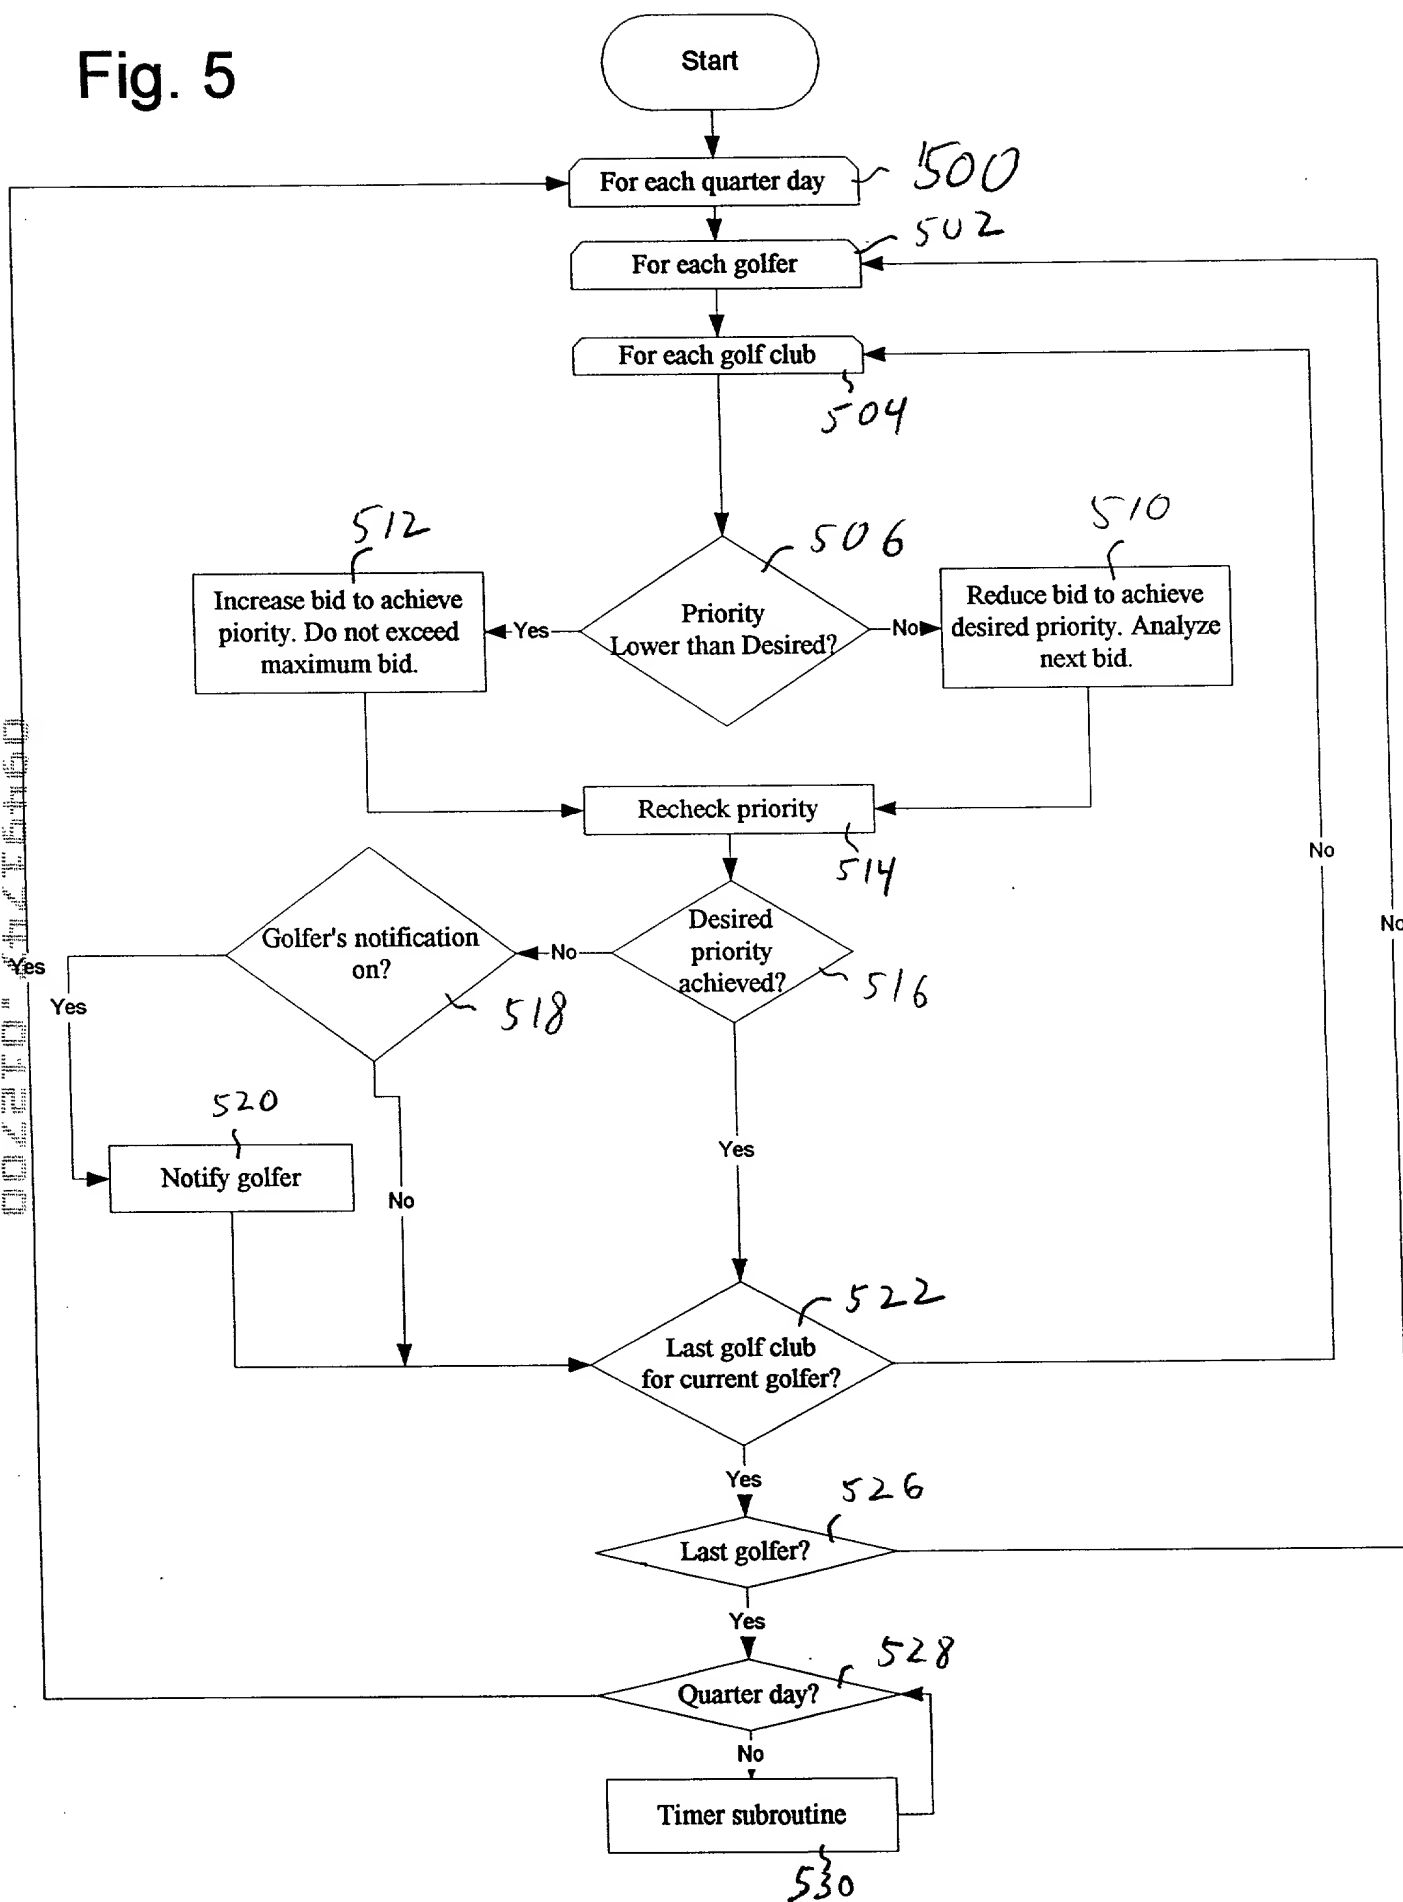 Fig. 5
Start
For each quarter day
500
For each golfer
502
For each golf club
504
512
506
510
Increase bid to achieve
piority. Do not exceed
maximum bid.
Yes
Priority
Lower than Desired?
No
Reduce bid to achieve
desired priority. Analyze
next bid.
Recheck priority
514
No
No
Golfer's notification
on?
518
No
Desired
priority
achieved?
516
Yes
Yes
520
Notify golfer
No
Yes
522
Last golf club
for current golfer?
Yes
526
Last golfer?
Yes
528
Quarter day?
No
Timer subroutine
530